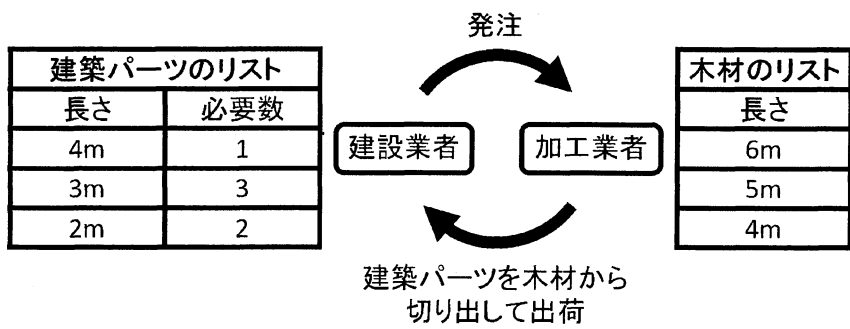 発注
建築パーツのリスト
長さ 必要数
4m 1
3m 3
2m 2
建設業者
加工業者
木材のリスト
長さ
6m
5m
4m
建築パーツを木材から
切り出して出荷